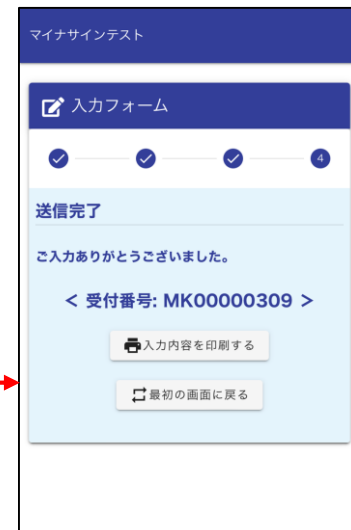 マイナサインテスト
入力フォーム
4
送信完了
ご入力ありがとうございました。
< 受付番号: MK00000309 >
入力内容を印刷する
最初の画面に戻る